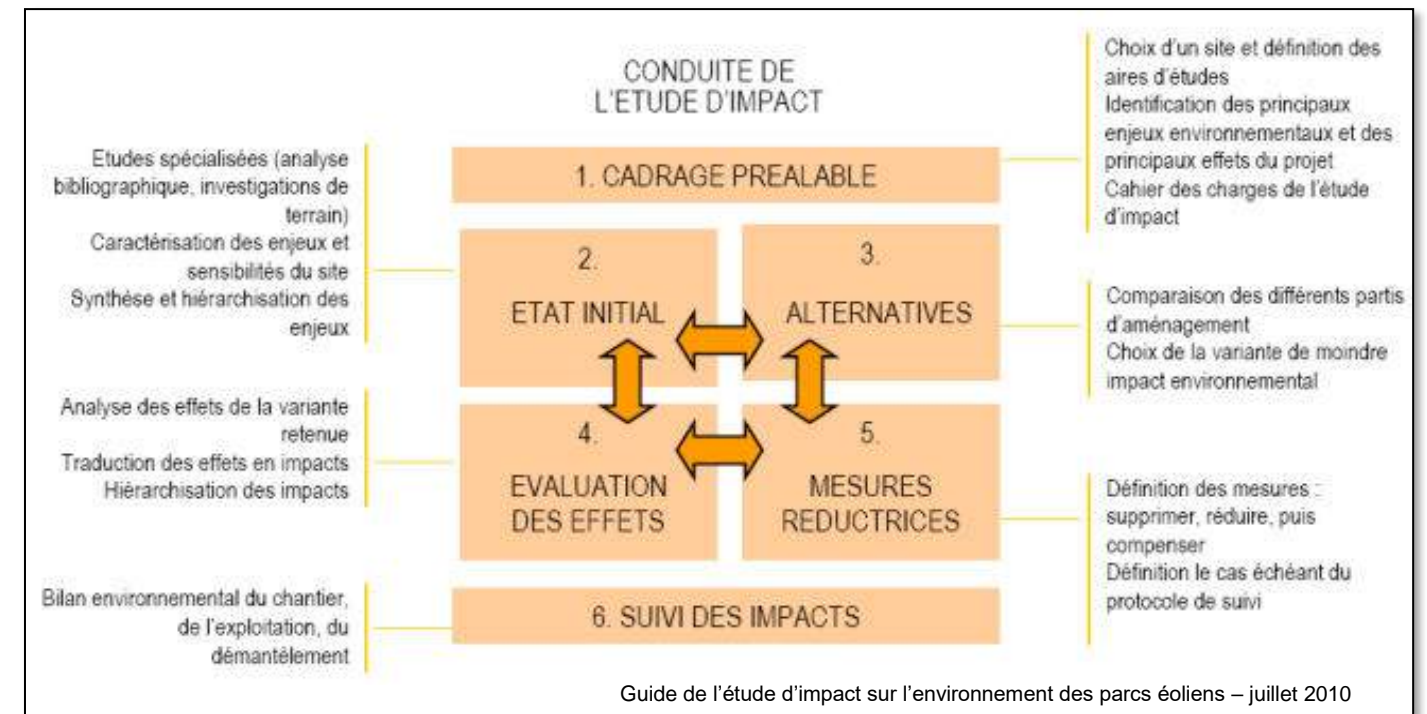 CONDUITE DE
L'ETUDE D'IMPACT
Choix d'un site et définition des
aires d'études
Identification des principaux
enjeux environnementaux et des
principaux effets du projet
Cahier des charges de l'étude
d'impact
1. CADRAGE PREALABLE
Etudes spécialisées (analyse
bibliographique, investigations de
terrain)
Caractérisation des enjeux et
sensibilités du site
Synthèse et hiérarchisation des
enjeux
2.
ETAT INITIAL
3.
ALTERNATIVES
Comparaison des différents partis
d'aménagement
Choix de la variante de moindre
impact environnemental
Analyse des effets de la variante
retenue
Traduction des effets en impacts
Hiérarchisation des impacts
4.
EVALUATION
DES EFFETS
5.
MESURES
REDUCTRICES
Définition des mesures :
supprimer, réduire, puis
compenser
Définition le cas échéant du
protocole de suivi
Bilan environnemental du chantier,
de l'exploitation, du
démantèlement
6. SUIVI DES IMPACTS
Guide de l'étude d'impact sur l'environnement des parcs éoliens – juillet 2010